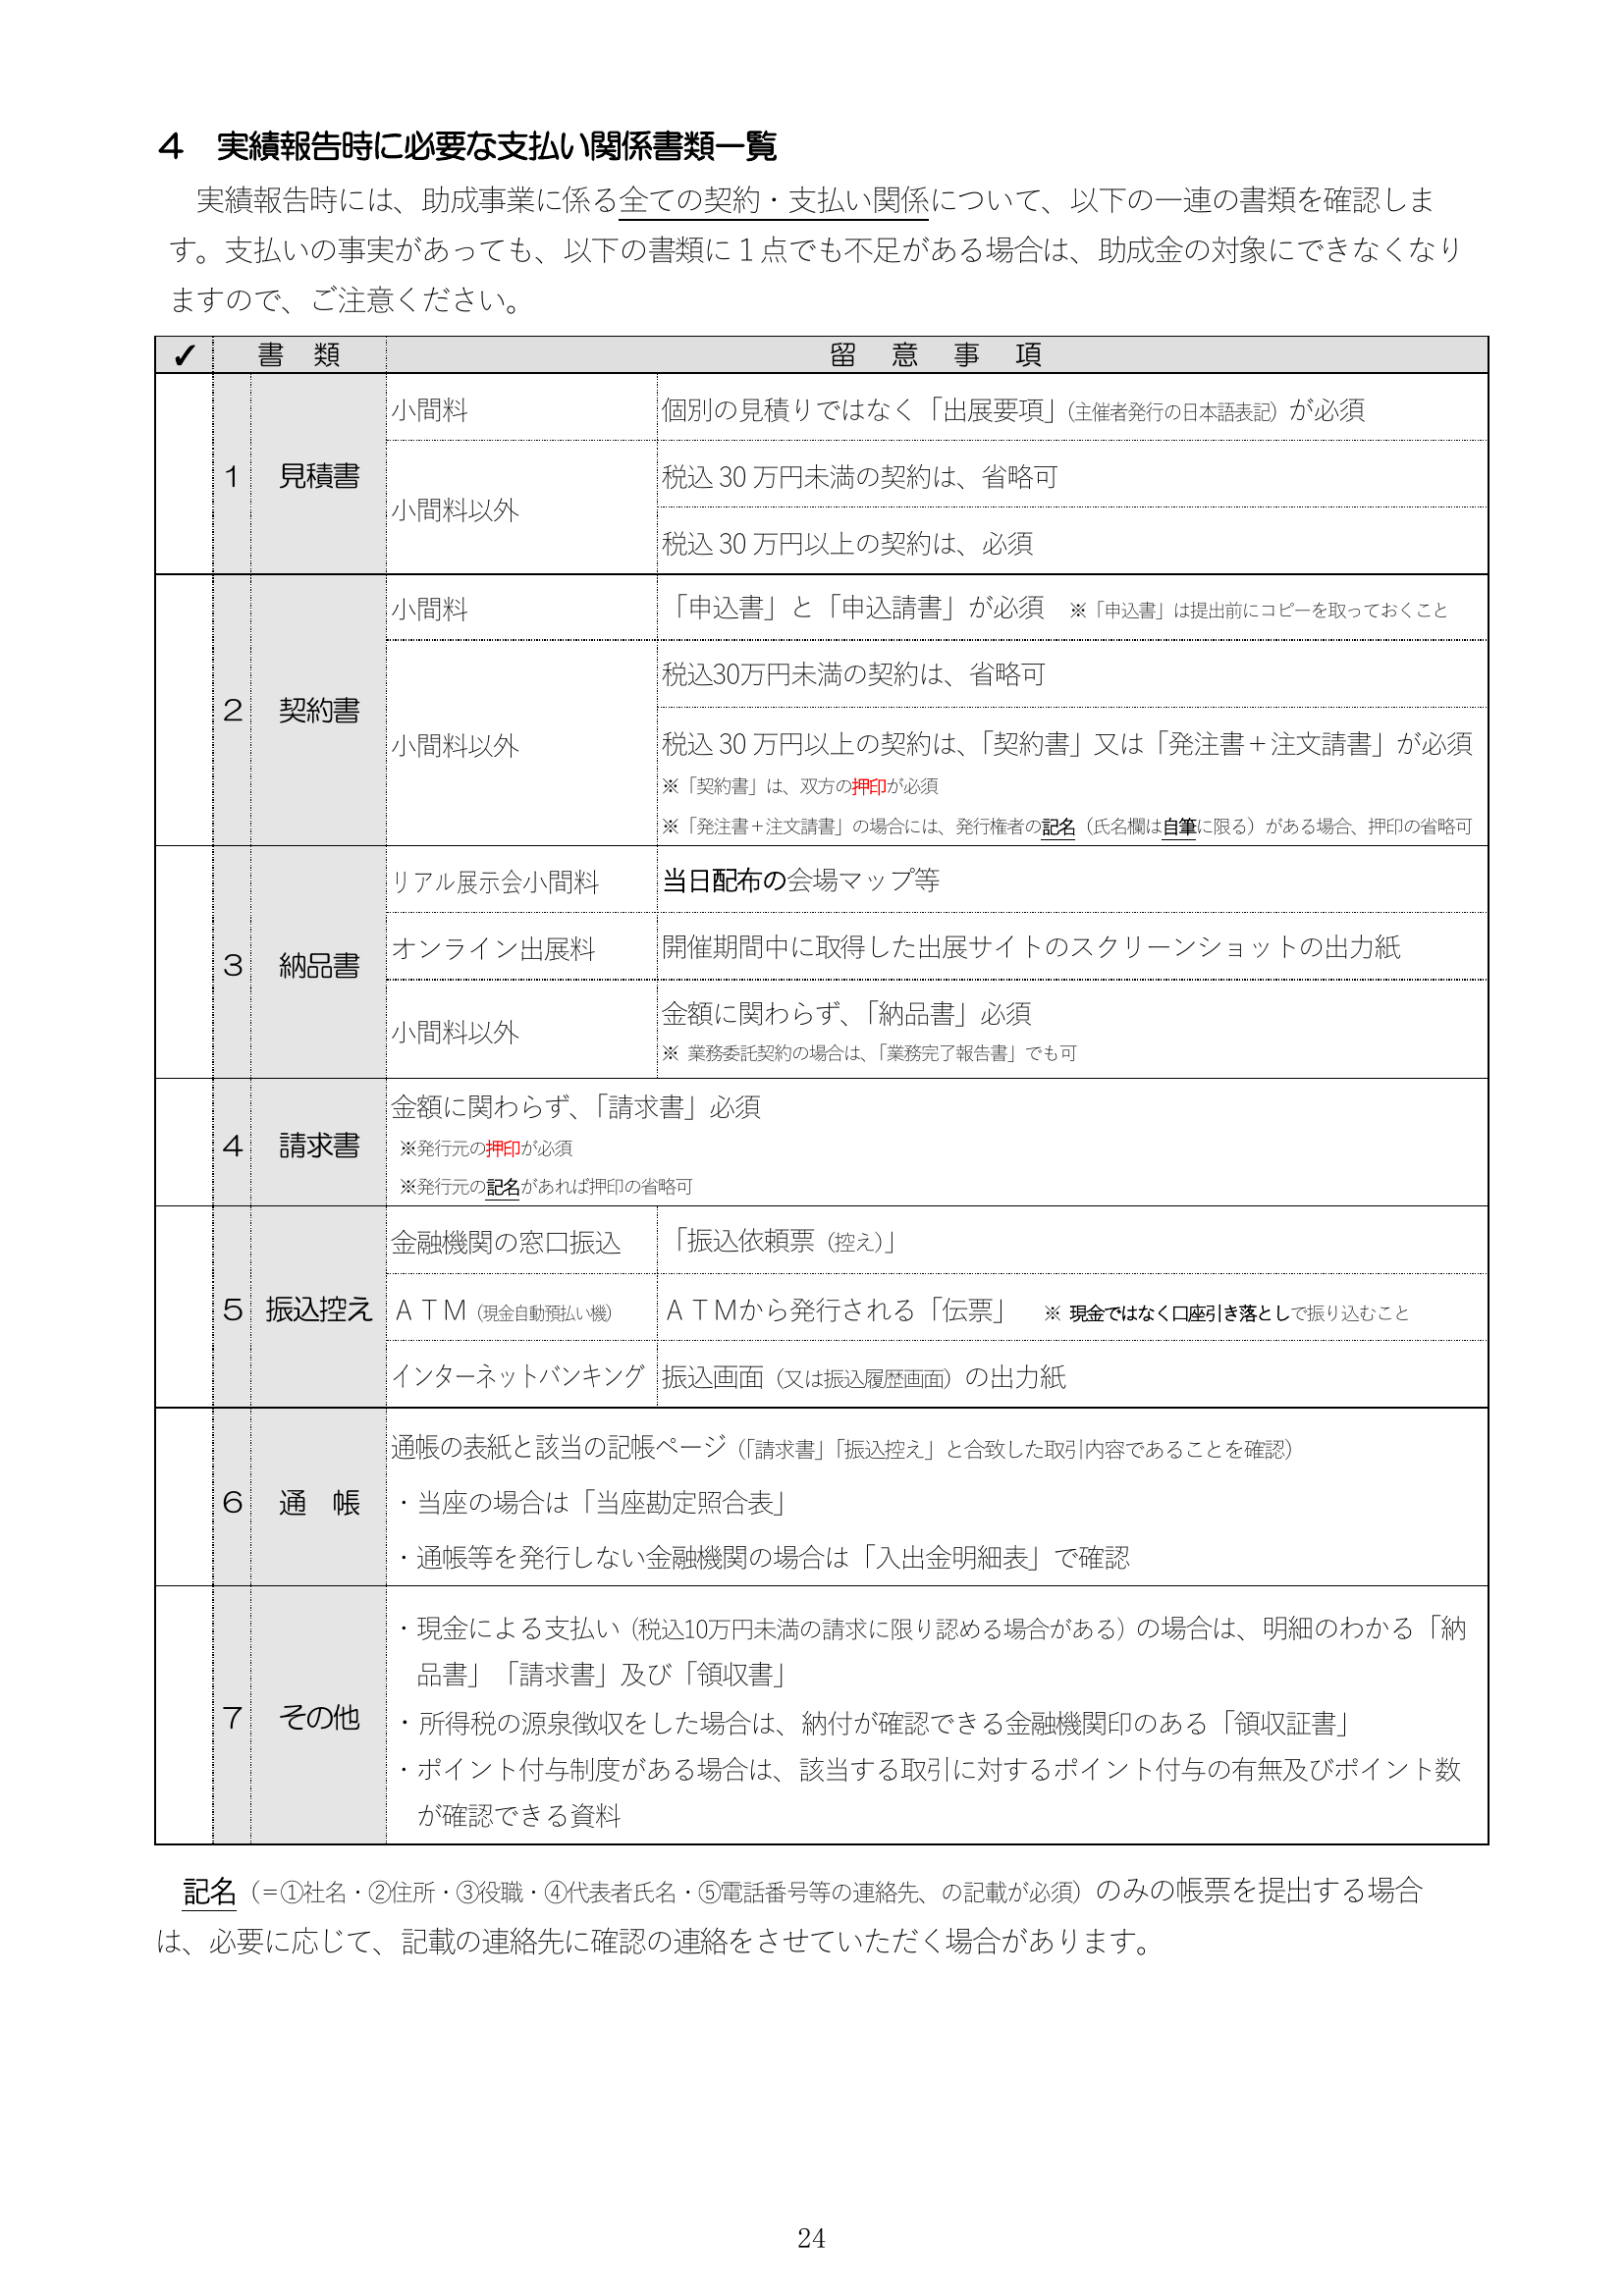 ４　実績報告時に必要な支払い関係書類一覧
実績報告時には、助成事業に係る全ての契約・支払い関係について、以下の一連の書類を確認しま
す。支払いの事実があっても、以下の書類に１点でも不足がある場合は、助成金の対象にできなくなり
ますので、ご注意ください。
✓　書　類　留　意　事　項
1　見積書
小間料　個別の見積りではなく「出展要項」（主催者発行の日本語表記）が必須
小間料以外　税込 30 万円未満の契約は、省略可
税込 30 万円以上の契約は、必須
2　契約書
小間料　「申込書」と「申込請書」が必須　※「申込書」は提出前にコピーを取っておくこと
小間料以外　税込30万円未満の契約は、省略可
税込 30 万円以上の契約は、「契約書」又は「発注書＋注文請書」が必須
※「契約書」は、双方の押印が必須
※「発注書＋注文請書」の場合には、発行権者の記名（氏名欄は自筆に限る）がある場合、押印の省略可
3　納品書
リアル展示会小間料　当日配布の会場マップ等
オンライン出展料　開催期間中に取得した出展サイトのスクリーンショットの出力紙
小間料以外　金額に関わらず、「納品書」必須
※ 業務委託契約の場合は、「業務完了報告書」でも可
4　請求書
金額に関わらず、「請求書」必須
※発行元の押印が必須
※発行元の記名があれば押印の省略可
5　振込控え
金融機関の窓口振込　「振込依頼票（控え）」
ＡＴＭ（現金自動預払い機）　ＡＴＭから発行される「伝票」　※ 現金ではなく口座引き落としで振り込むこと
インターネットバンキング　振込画面（又は振込履歴画面）の出力紙
6　通　帳
通帳の表紙と該当の記帳ページ（「請求書」「振込控え」と合致した取引内容であることを確認）
・当座の場合は「当座勘定照合表」
・通帳等を発行しない金融機関の場合は「入出金明細表」で確認
7　その他
・現金による支払い（税込10万円未満の請求に限り認める場合がある）の場合は、明細のわかる「納
品書」「請求書」及び「領収書」
・所得税の源泉徴収をした場合は、納付が確認できる金融機関印のある「領収証書」
・ポイント付与制度がある場合は、該当する取引に対するポイント付与の有無及びポイント数
が確認できる資料
記名（=①社名・②住所・③役職・④代表者氏名・⑤電話番号等の連絡先、の記載が必須）のみの帳票を提出する場合
は、必要に応じて、記載の連絡先に確認の連絡をさせていただく場合があります。
24